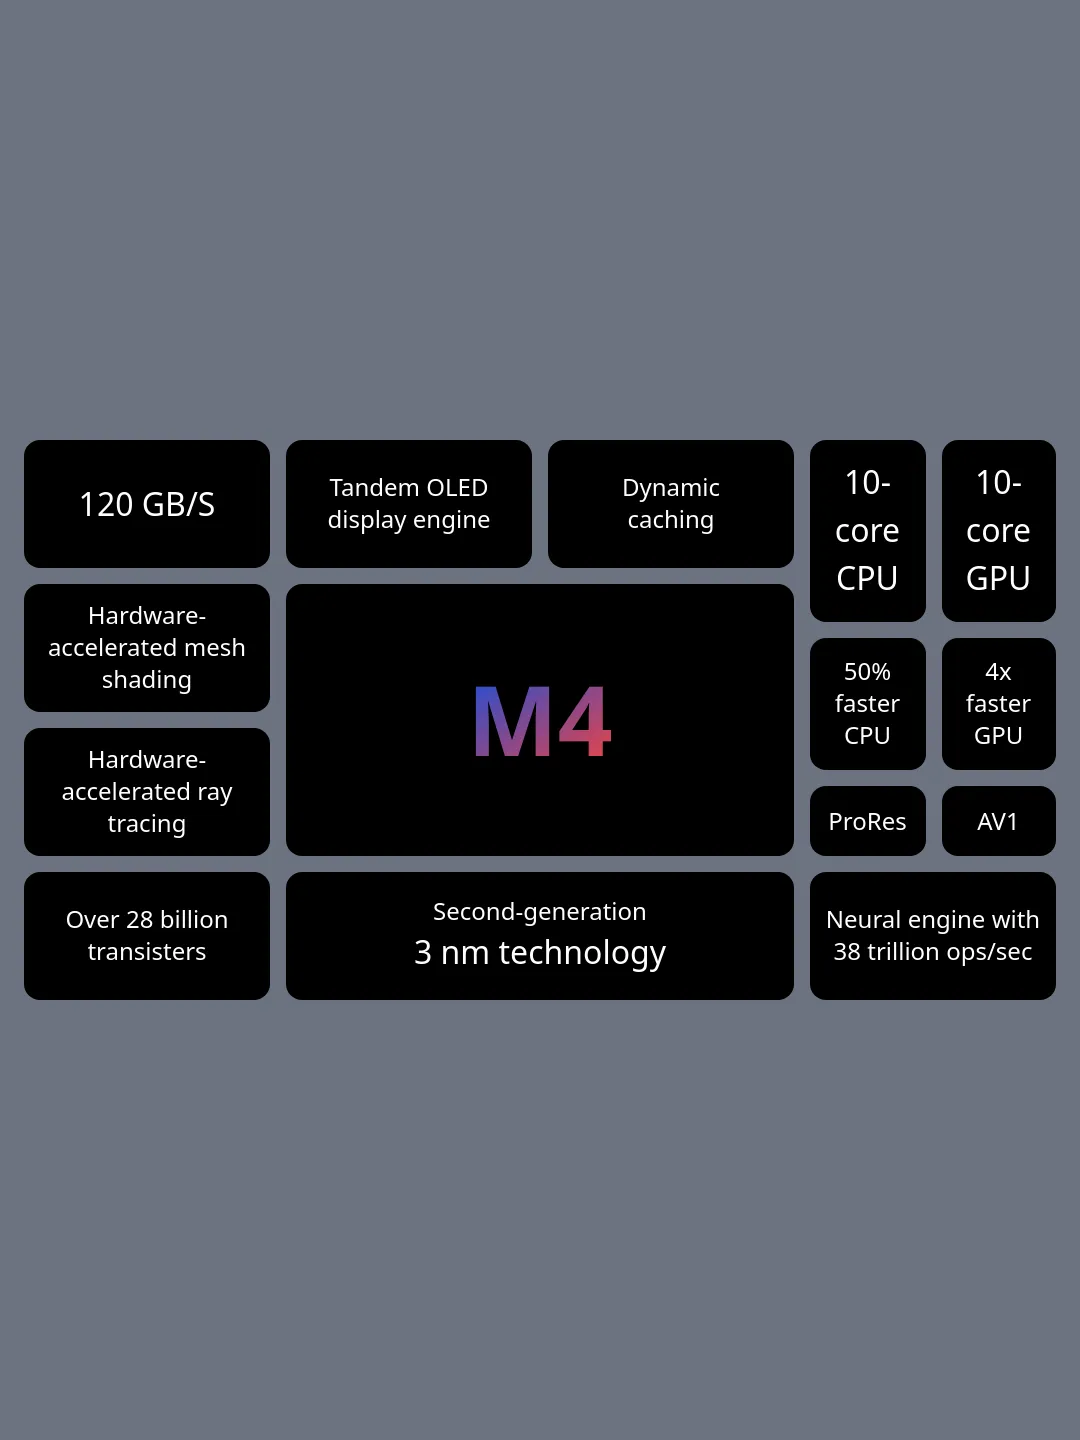 120 GB/S
Tandem OLED
display engine
Dynamic
caching
10-
core
CPU
10-
core
GPU
Hardware-
accelerated mesh
shading
M4
50%
faster
CPU
4x
faster
GPU
Hardware-
accelerated ray
tracing
ProRes
AV1
Over 28 billion
transisters
Second-generation
3 nm technology
Neural engine with
38 trillion ops/sec